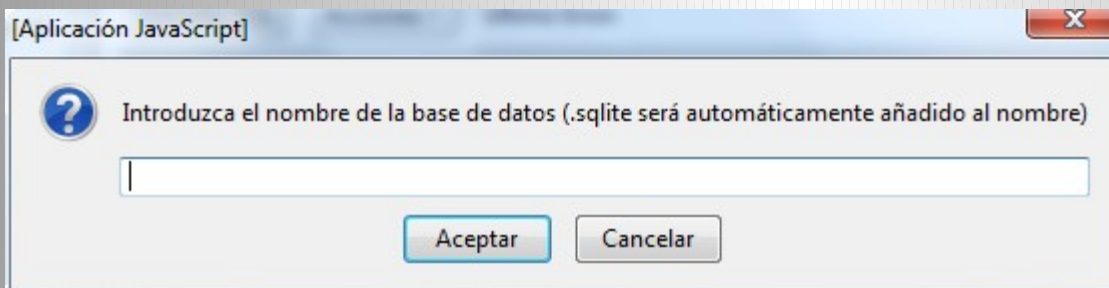 [Aplicación JavaScript]
Introduzca el nombre de la base de datos (.sqlite será automáticamente añadido al nombre)
Aceptar Cancelar